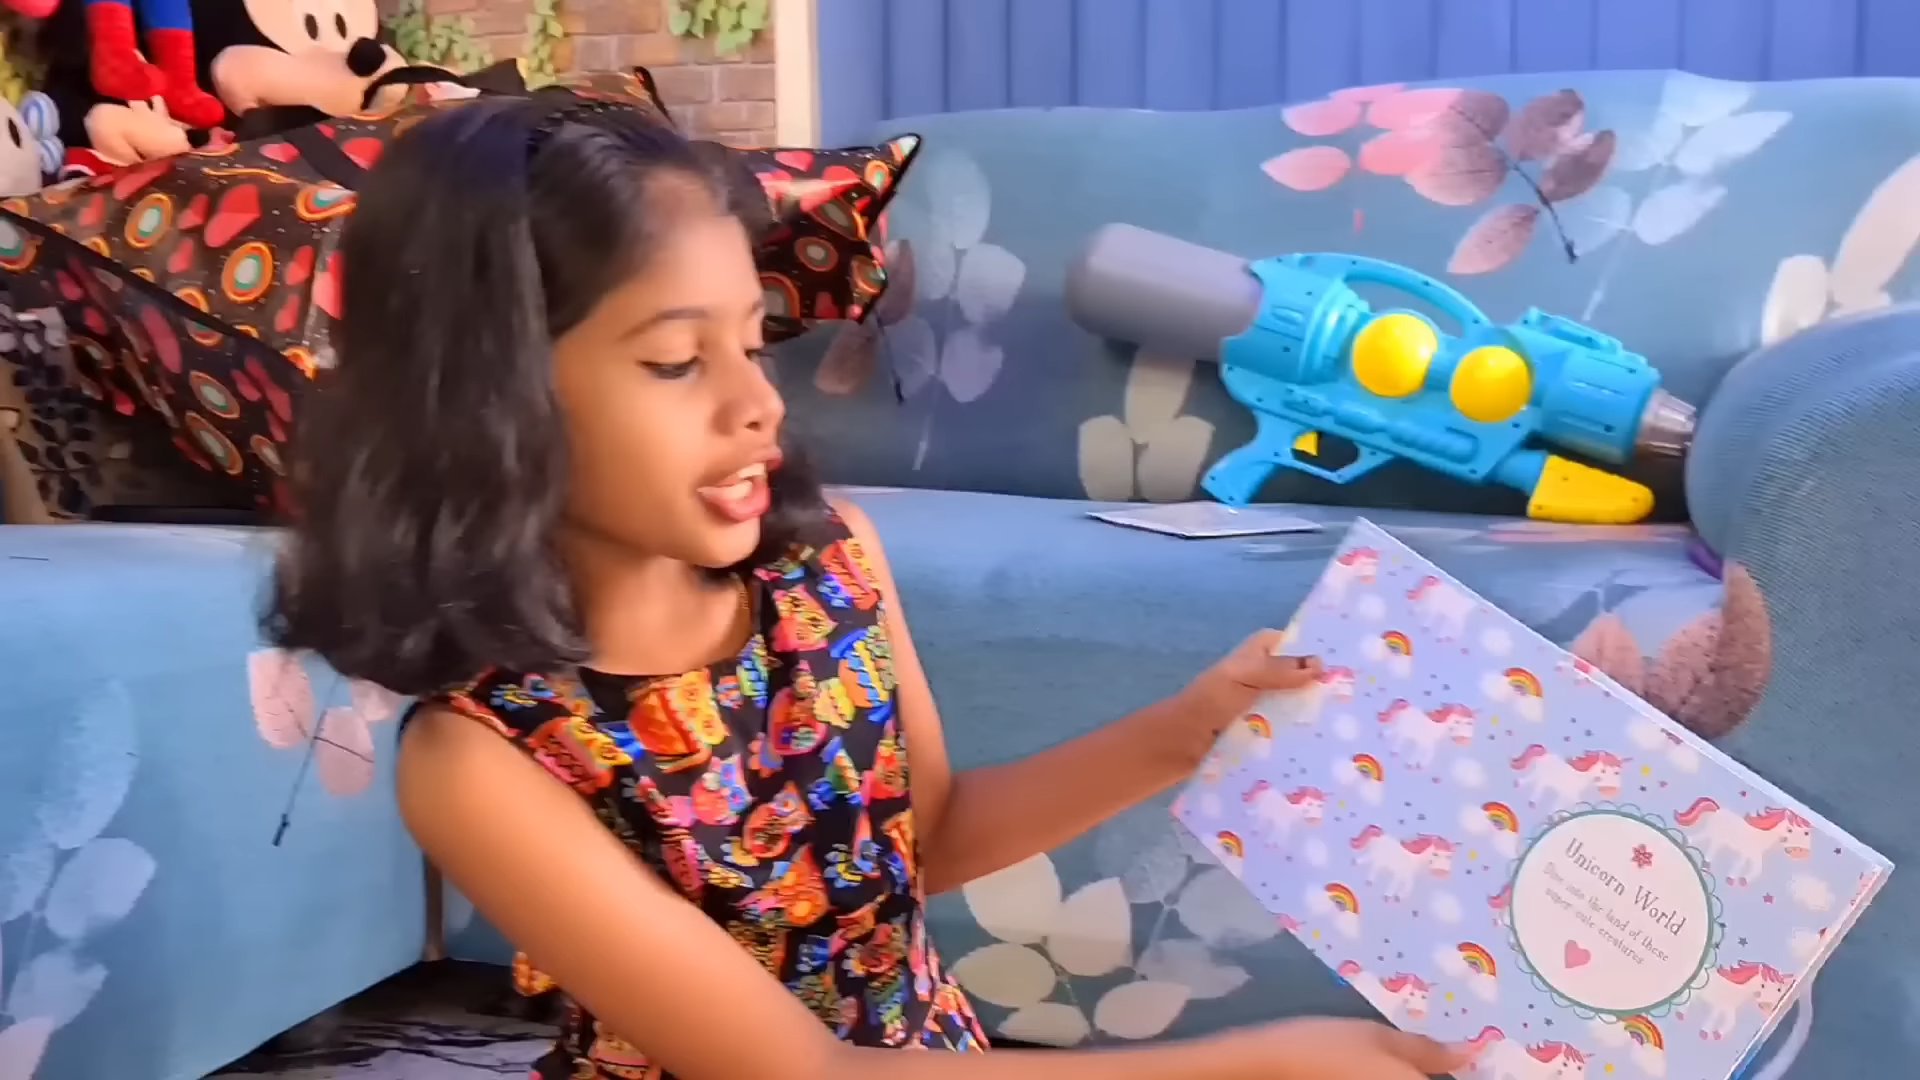 Unicorn World
Dive into the land of these
super cute creatures